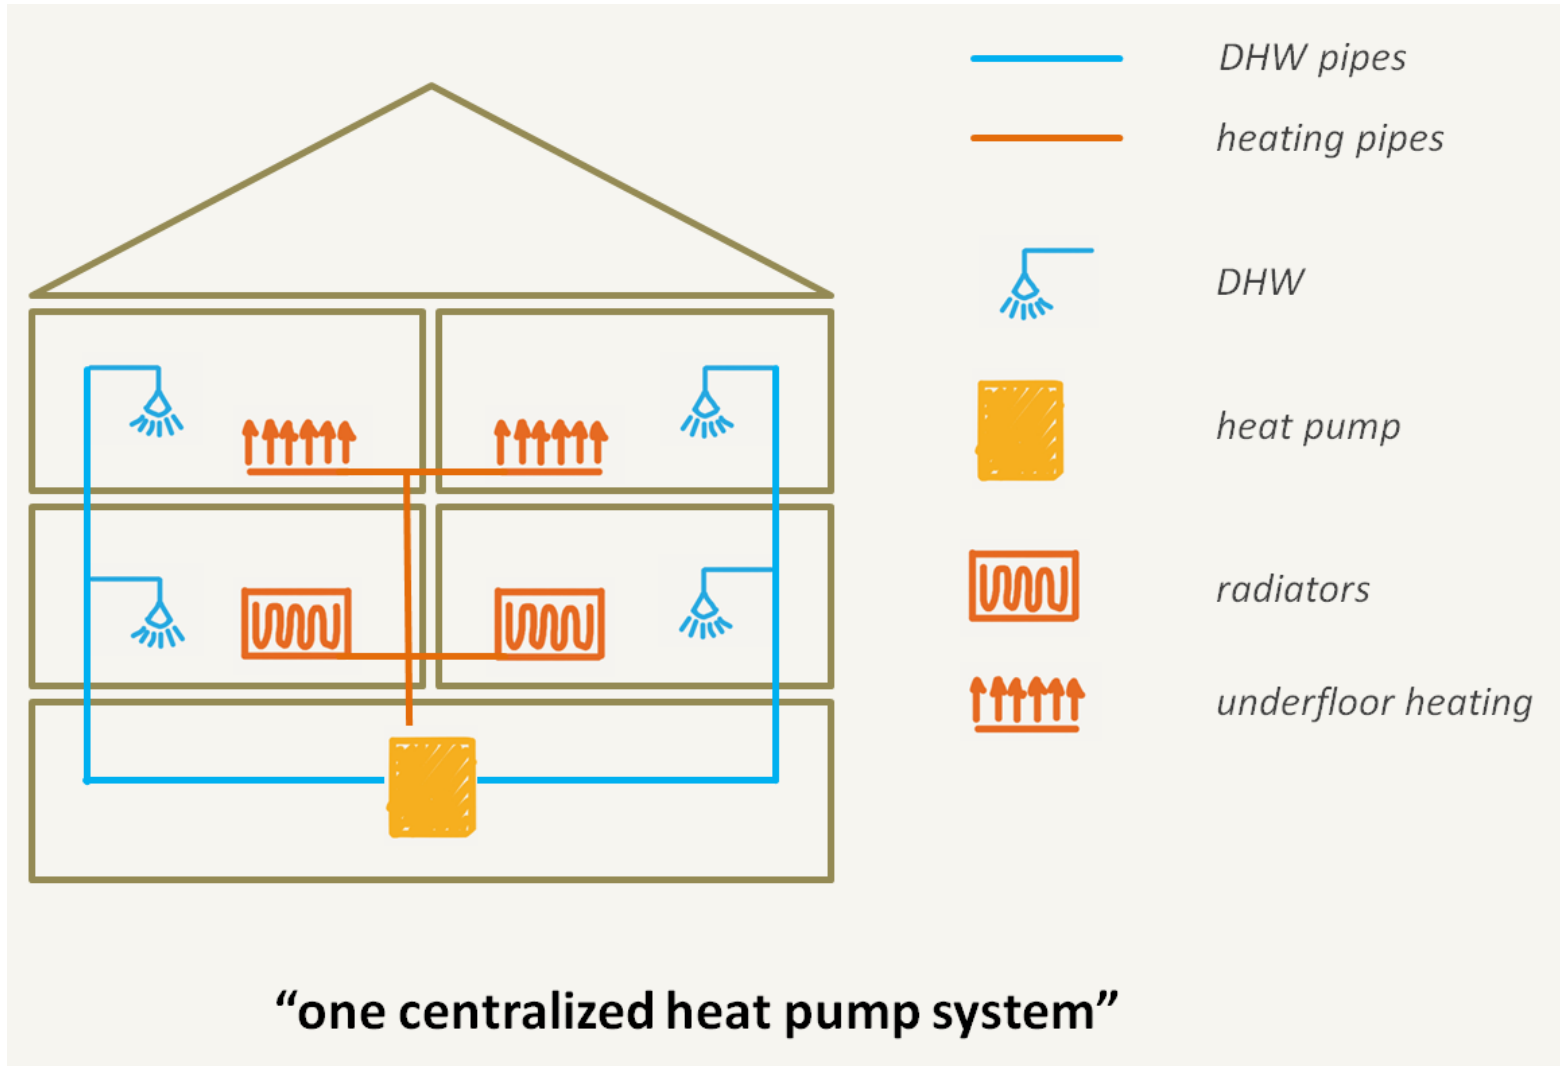 DHW pipes
heating pipes
DHW
heat pump
radiators
underfloor heating
“one centralized heat pump system”